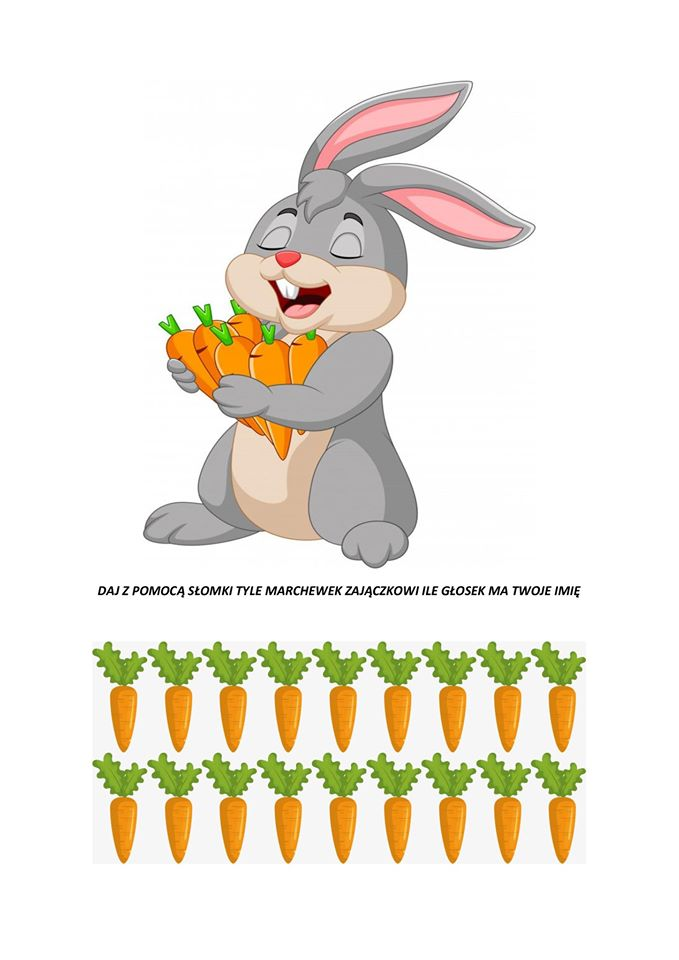 DAJ Z POMOCĄ SŁOMKI TYLE MARCHEWEK ZAJĄCZKOWI ILE GŁOSEK MA TWOJE IMIĘ